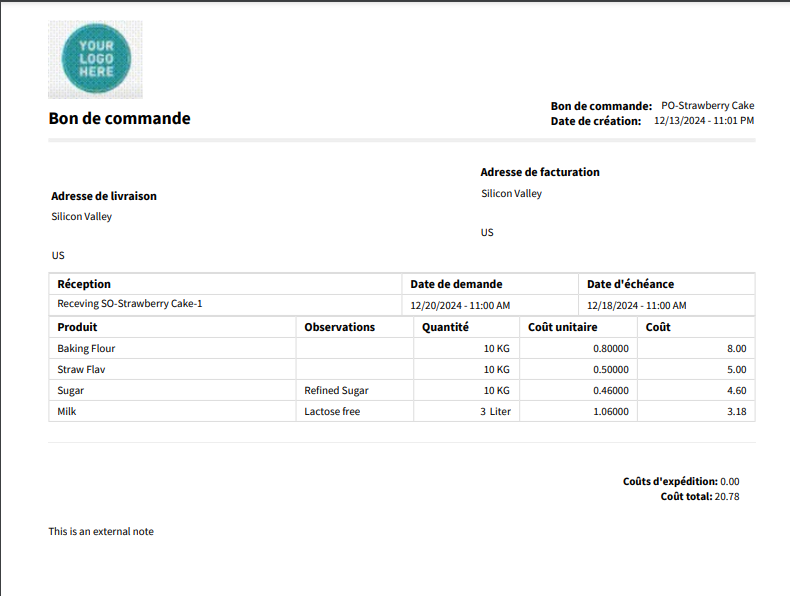 YOUR
LOGO
HERE
Bon de commande
Bon de commande: PO-Strawberry Cake
Date de création: 12/13/2024 - 11:01 PM
Adresse de facturation
Silicon Valley
US
Adresse de livraison
Silicon Valley
US
Réception Date de demande Date d'échéance
Receving SO-Strawberry Cake-1 12/20/2024 - 11:00 AM 12/18/2024 - 11:00 AM
Produit Observations Quantité Coût unitaire Coût
Baking Flour 10 KG 0.80000 8.00
Straw Flav 10 KG 0.50000 5.00
Sugar Refined Sugar 10 KG 0.46000 4.60
Milk Lactose free 3 Liter 1.06000 3.18
Coûts d'expédition: 0.00
Coût total: 20.78
This is an external note